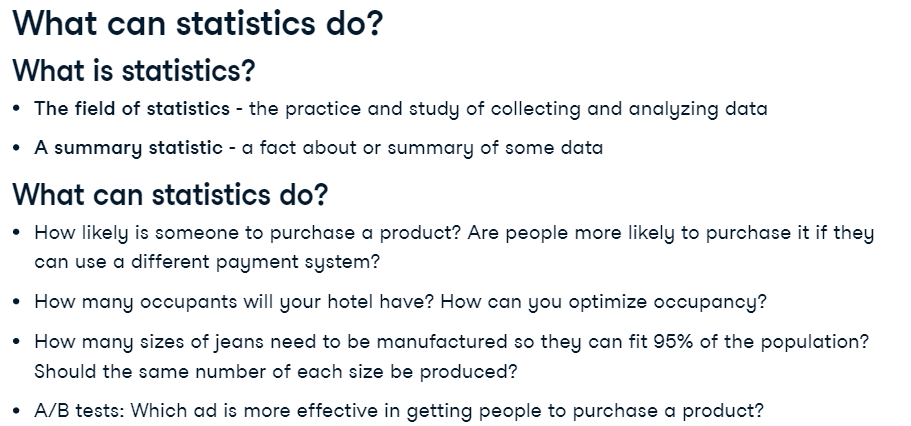 What can statistics do?
What is statistics?
• The field of statistics - the practice and study of collecting and analyzing data
• A summary statistic - a fact about or summary of some data
What can statistics do?
• How likely is someone to purchase a product? Are people more likely to purchase it if they
can use a different payment system?
• How many occupants will your hotel have? How can you optimize occupancy?
• How many sizes of jeans need to be manufactured so they can fit 95% of the population?
Should the same number of each size be produced?
• A/B tests: Which ad is more effective in getting people to purchase a product?